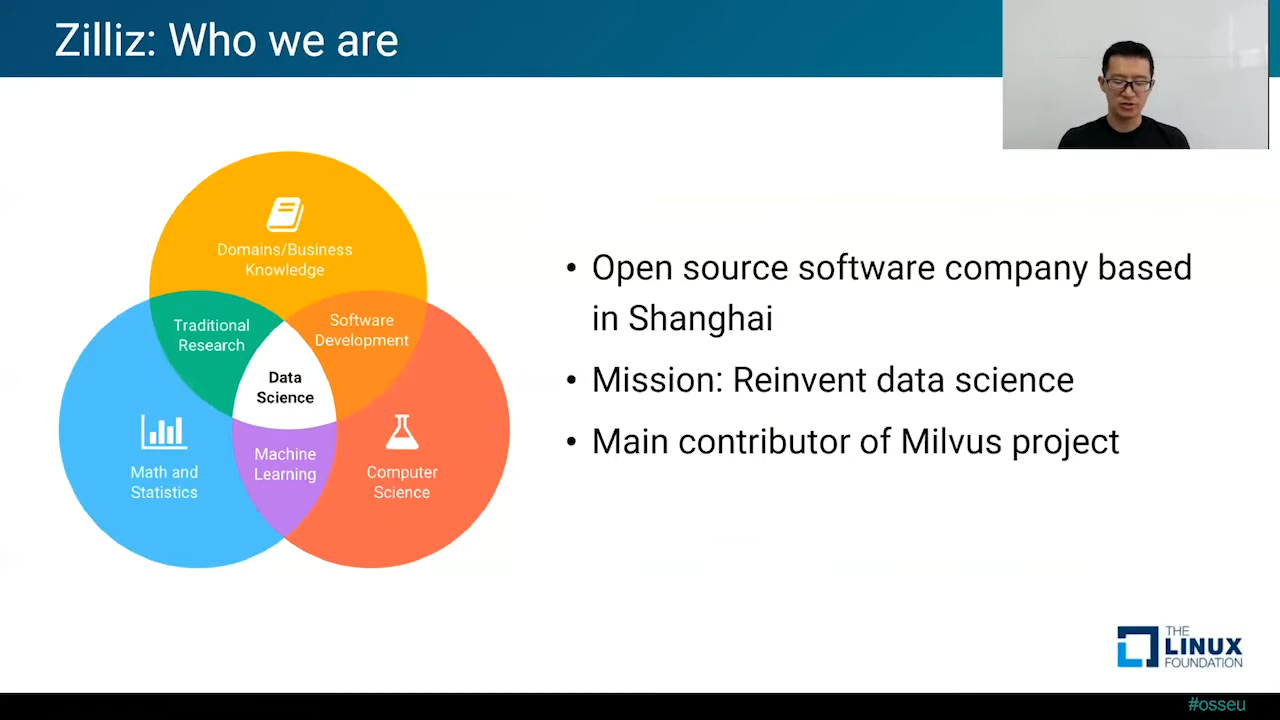 Zilliz: Who we are
Domains/Business
Knowledge
Traditional
Research
Software
Development
Data
Science
Math and
Statistics
Machine
Learning
Computer
Science
• Open source software company based
in Shanghai
• Mission: Reinvent data science
• Main contributor of Milvus project
THE
LINUX
FOUNDATION
#osseu